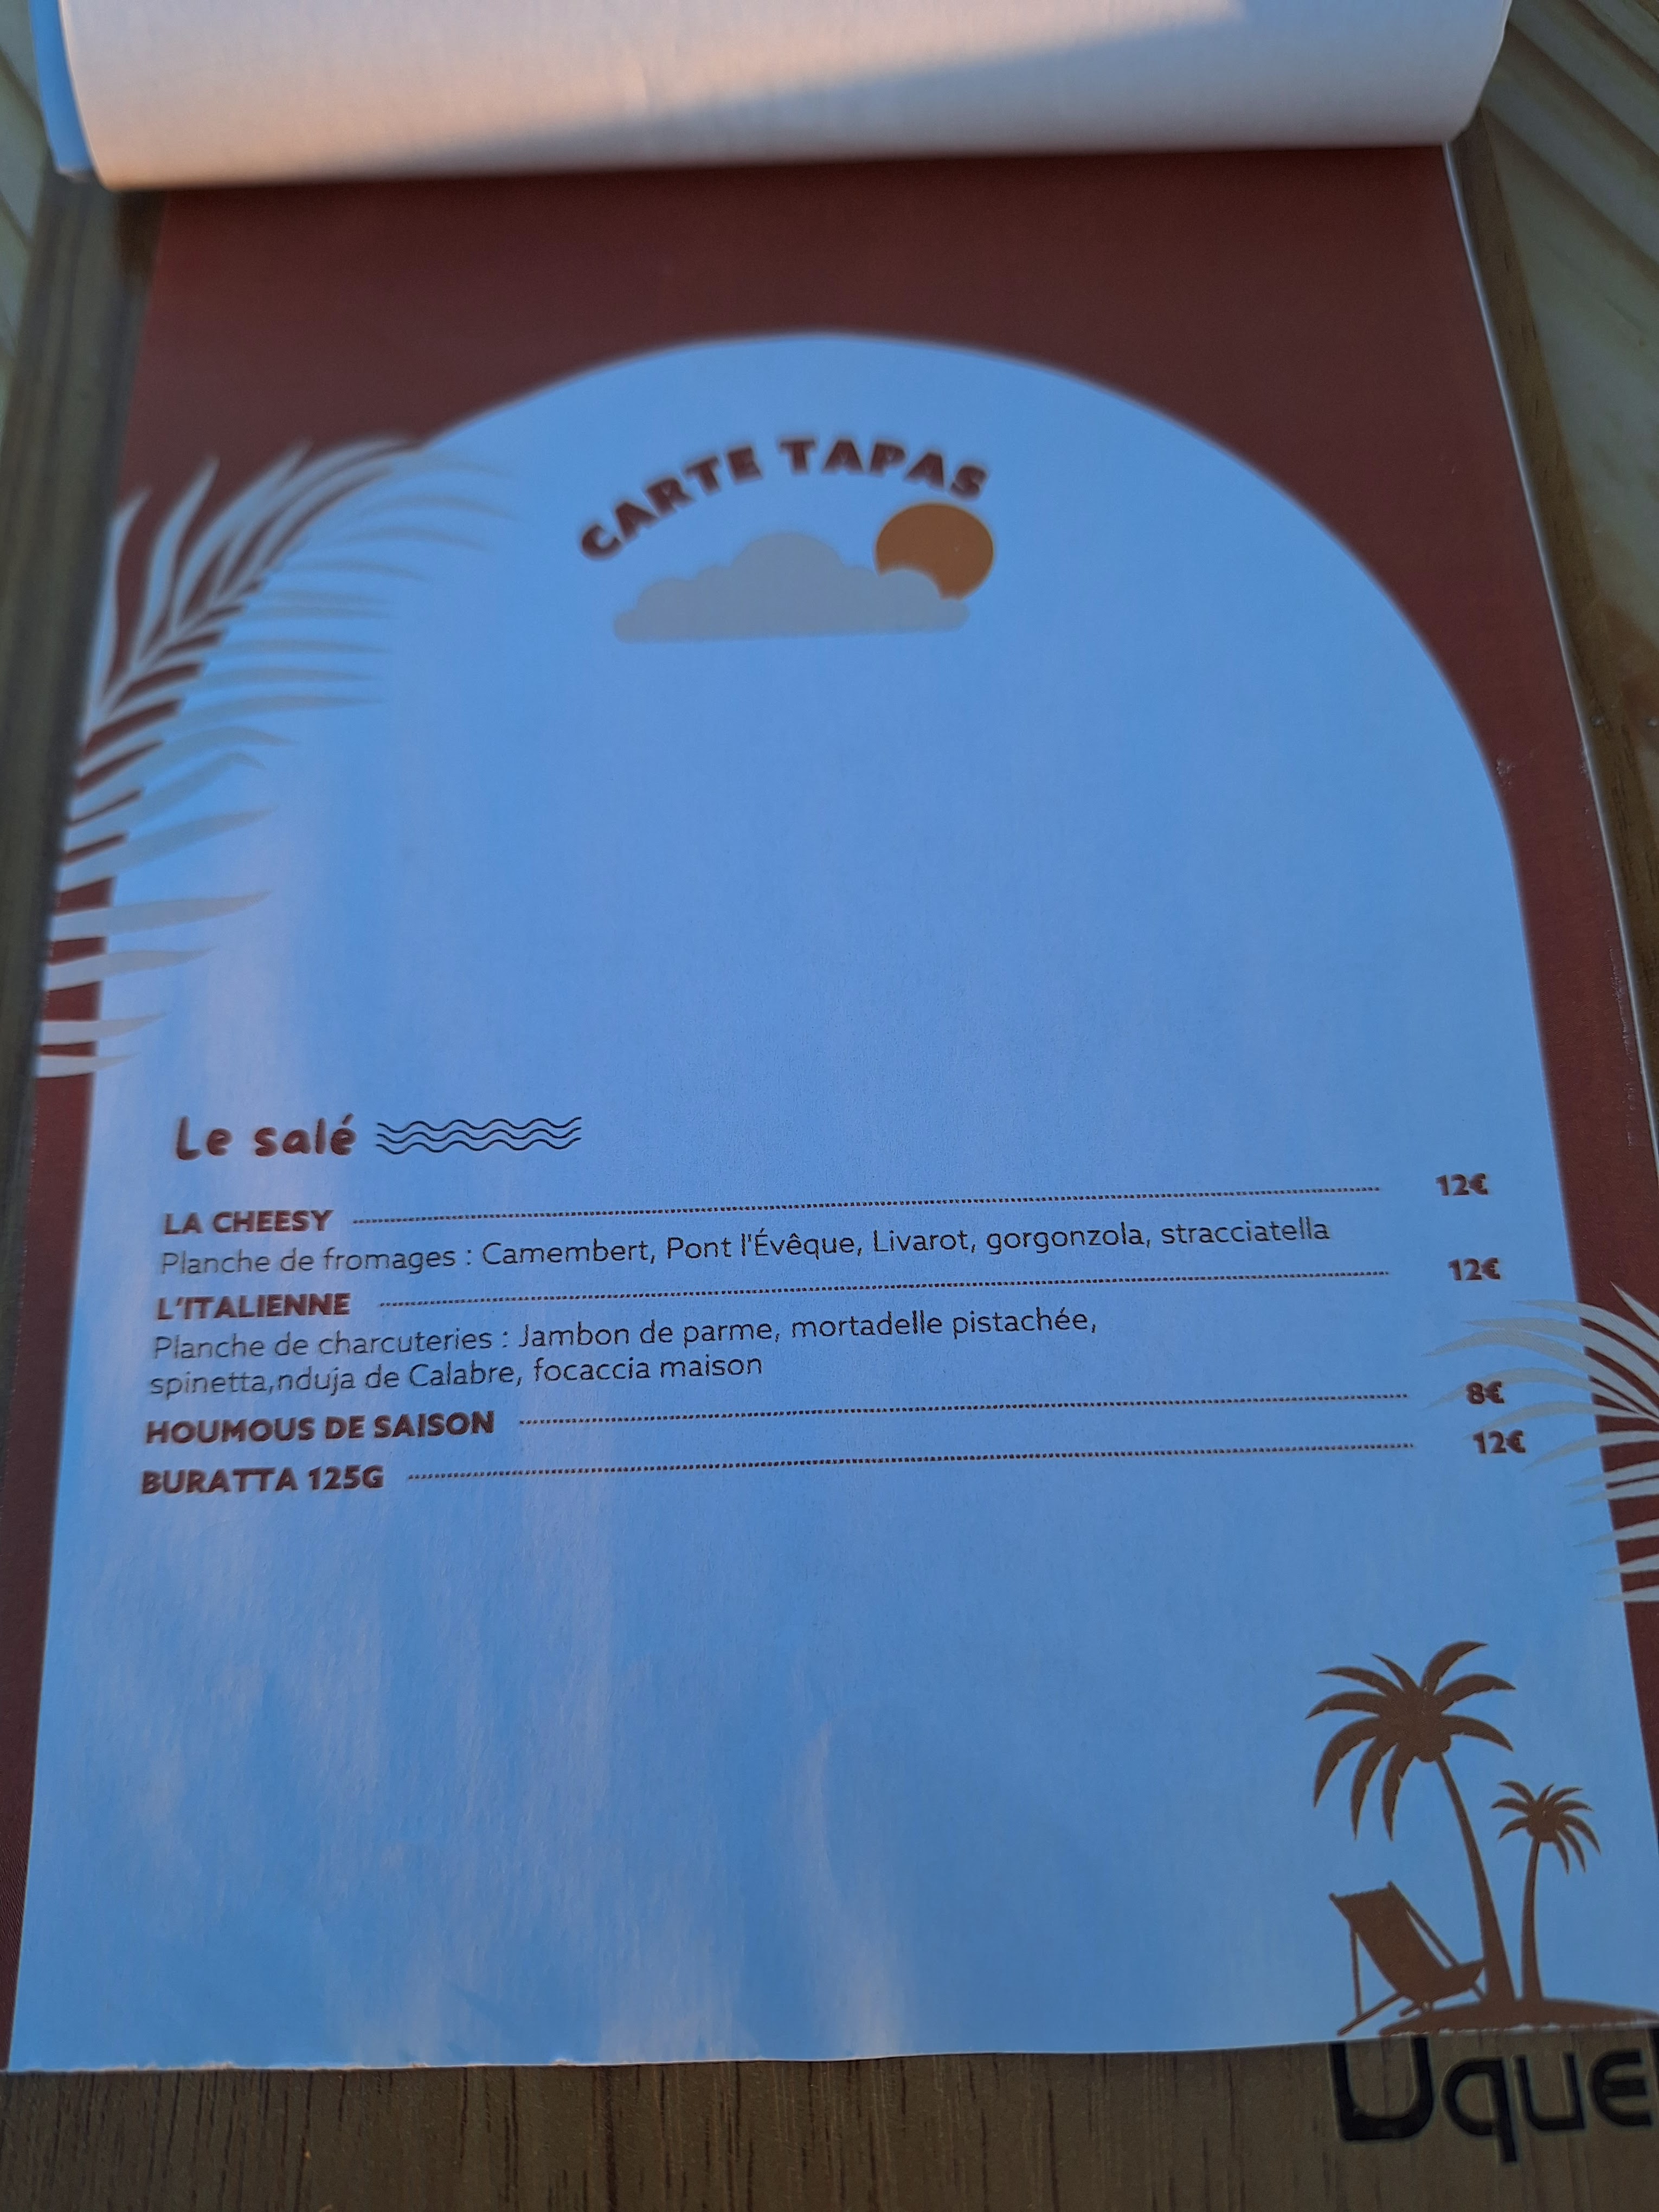 CARTE TAPAS
Le salé
LA CHEESY 12€
Planche de fromages : Camembert, Pont l'Évêque, Livarot, gorgonzola, stracciatella
L'ITALIENNE 12€
Planche de charcuteries : Jambon de parme, mortadelle pistachée,
spinetta,nduja de Calabre, focaccia maison
HOUMOUS DE SAISON 8€
BURATTA 125G 12€